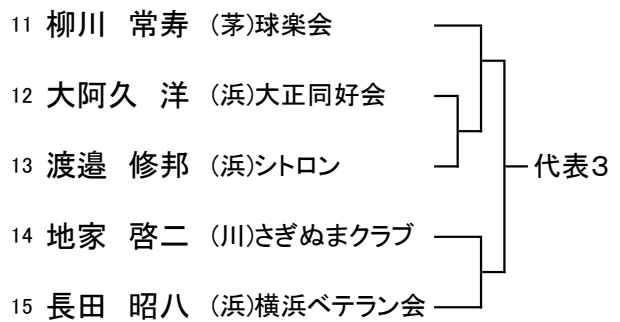 11 柳川 常寿 (茅)球楽会
12 大阿久 洋 (浜)大正同好会
13 渡邉 修邦 (浜)シトロン
代表3
14 地家 啓二 (川)さぎぬまクラブ
15 長田 昭八 (浜)横浜ベテラン会